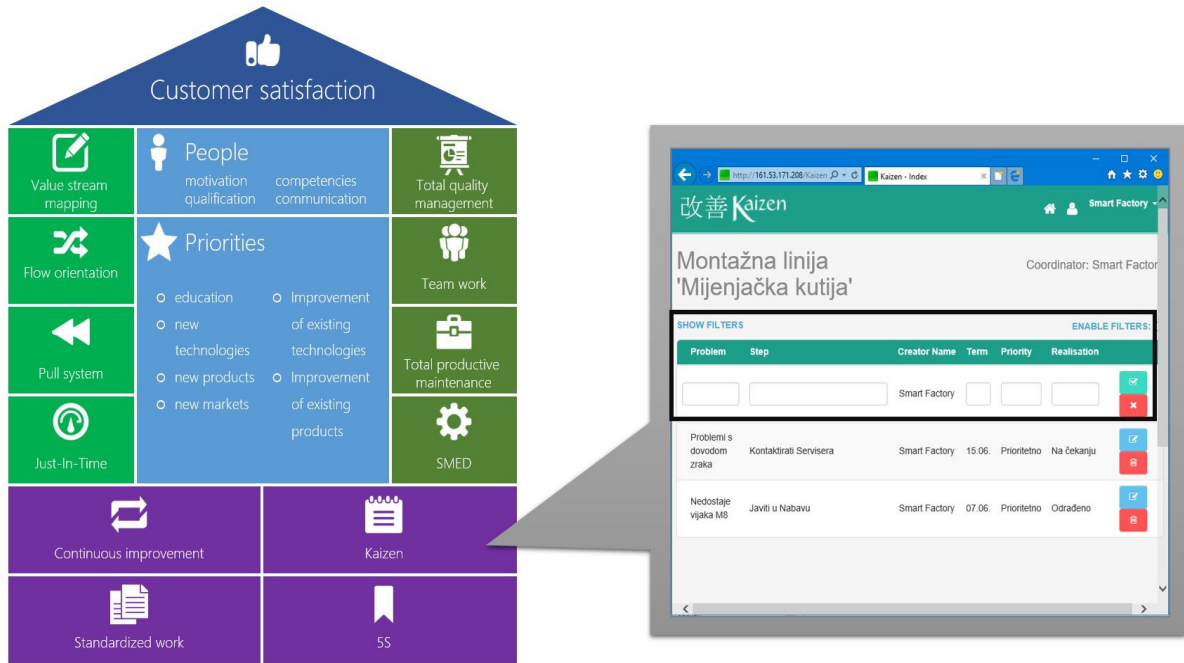 Customer satisfaction
Value stream
mapping
People
motivation
qualification
competencies
communication
Total quality
management
Flow orientation
Priorities
education
new
technologies
new products
new markets
Improvement
of existing
technologies
Improvement
of existing
products
Team work
Pull system
Total productive
maintenance
Just-In-Time
SMED
Continuous improvement
Kaizen
Standardized work
5S
http://161.53.171.208/Kaizen
Kaizen - Index
改善 Kaizen
Smart Factory
Montažna linija
'Mijenjačka kutija'
Coordinator: Smart Factor
SHOW FILTERS
ENABLE FILTERS:
Problem Step Creator Name Term Priority Realisation
Smart Factory
Problemi s
dovodom
zraka
Kontaktirati Servisera Smart Factory 15.06. Prioritetno Na čekanju
Nedostaje
vijaka M8
Javiti u Nabavu Smart Factory 07.06. Prioritetno Odrađeno